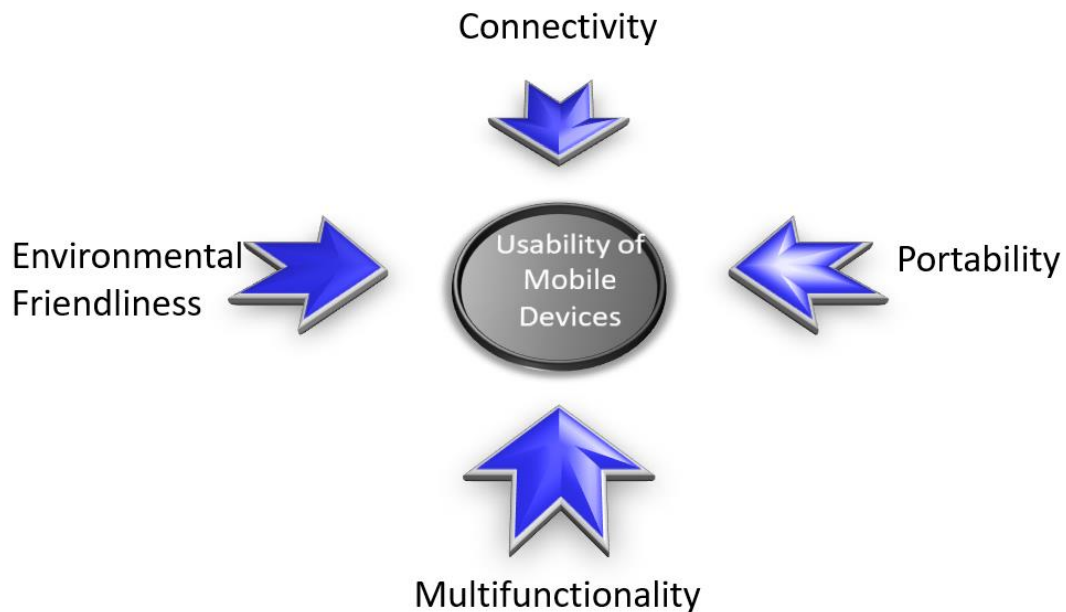 Connectivity
Environmental
Friendliness
Usability of
Mobile
Devices
Portability
Multifunctionality